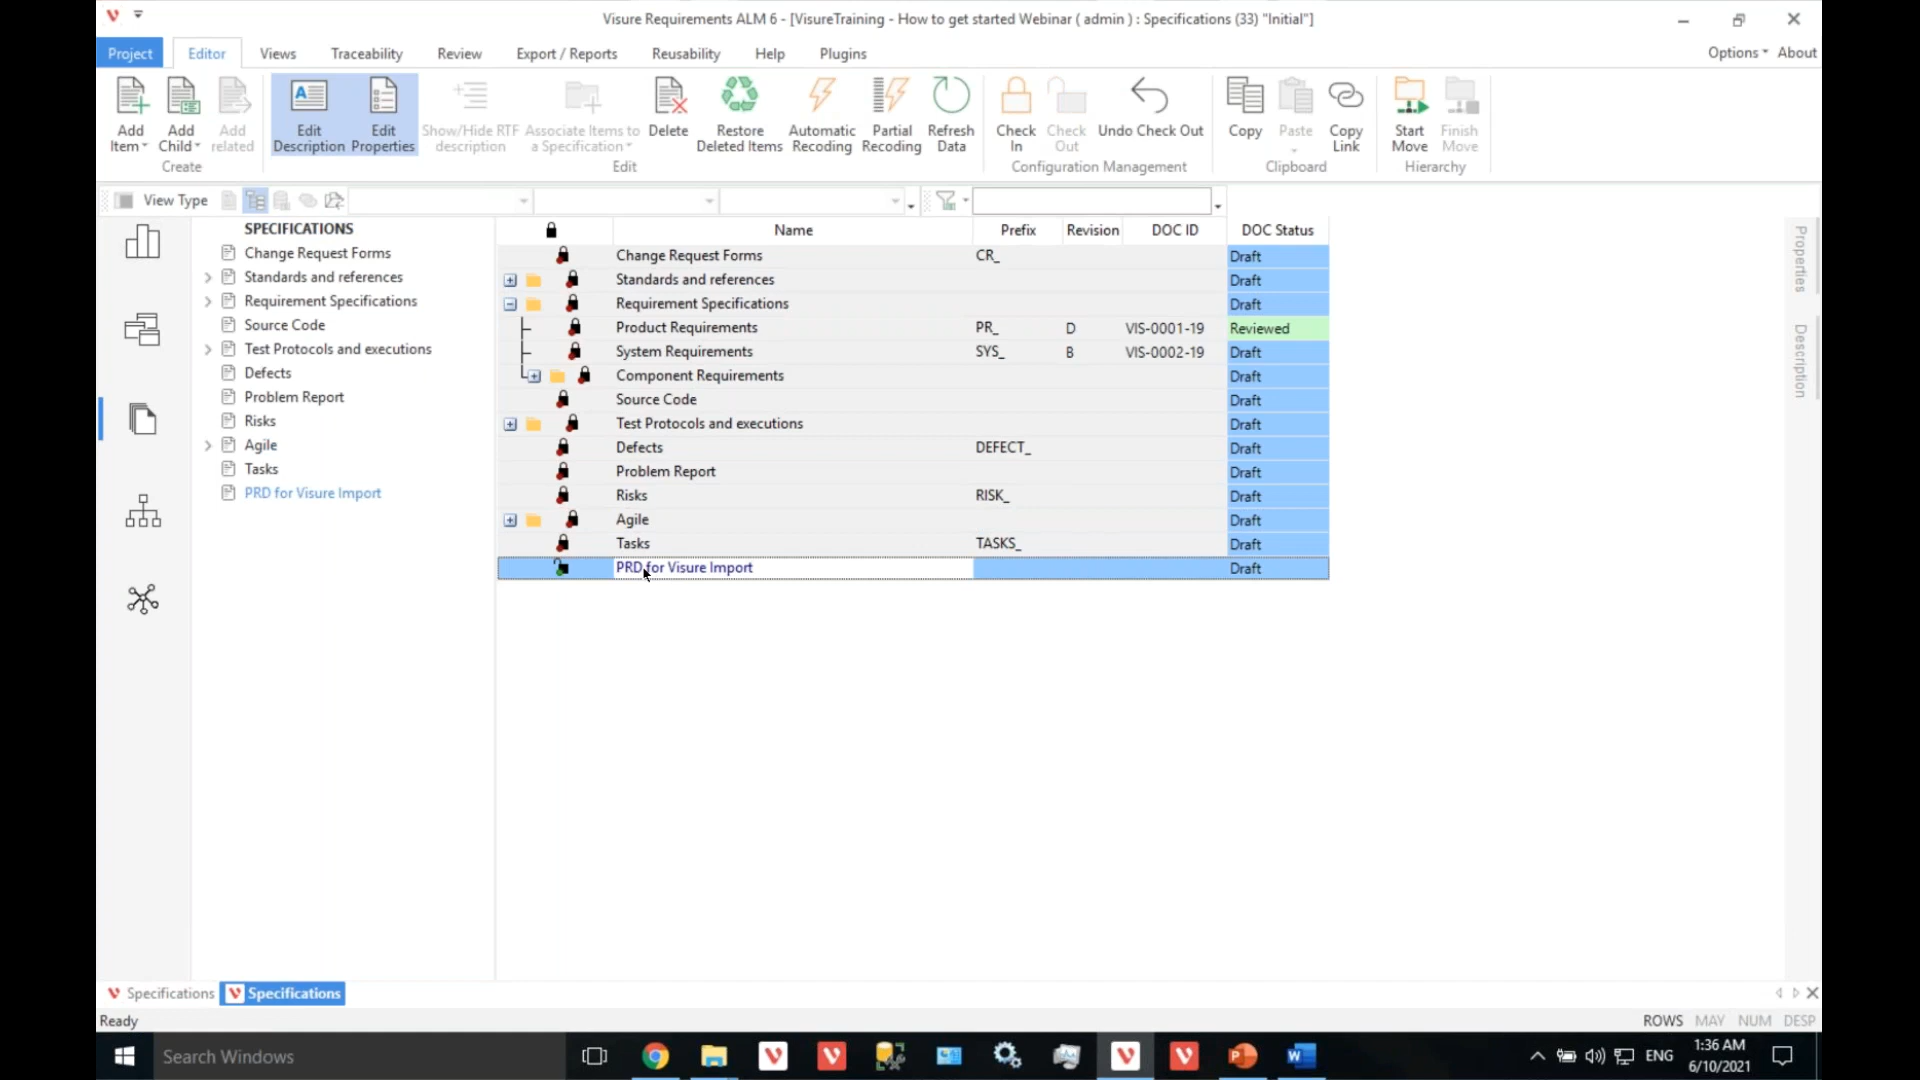 Visure Requirements ALM 6 - [VisureTraining - How to get started Webinar ( admin ) : Specifications (33) "Initial"]
Project Editor Views Traceability Review Export / Reports Reusability Help Plugins Options About
Add Item
Add Child
Add related
Create
Edit Description
Edit Properties
Show/Hide RTF description
Associate Items to a Specification
Delete
Restore Deleted Items
Automatic Recoding
Partial Recoding
Refresh Data
Edit
Check In
Check Out
Undo Check Out
Configuration Management
Copy
Paste
Copy Link
Clipboard
Start Move
Finish Move
Hierarchy
View Type
SPECIFICATIONS
Change Request Forms
Standards and references
Requirement Specifications
Source Code
Test Protocols and executions
Defects
Problem Report
Risks
Agile
Tasks
PRD for Visure Import
Name Prefix Revision DOC ID DOC Status
Change Request Forms CR_ Draft
Standards and references Draft
Requirement Specifications Draft
Product Requirements PR_ D VIS-0001-19 Reviewed
System Requirements SYS_ B VIS-0002-19 Draft
Component Requirements Draft
Source Code Draft
Test Protocols and executions Draft
Defects DEFECT_ Draft
Problem Report Draft
Risks RISK_ Draft
Agile Draft
Tasks TASKS_ Draft
PRD for Visure Import Draft
Properties
Description
Specifications Specifications
Ready ROWS MAY NUM DESP
Search Windows
ENG
1:36 AM
6/10/2021